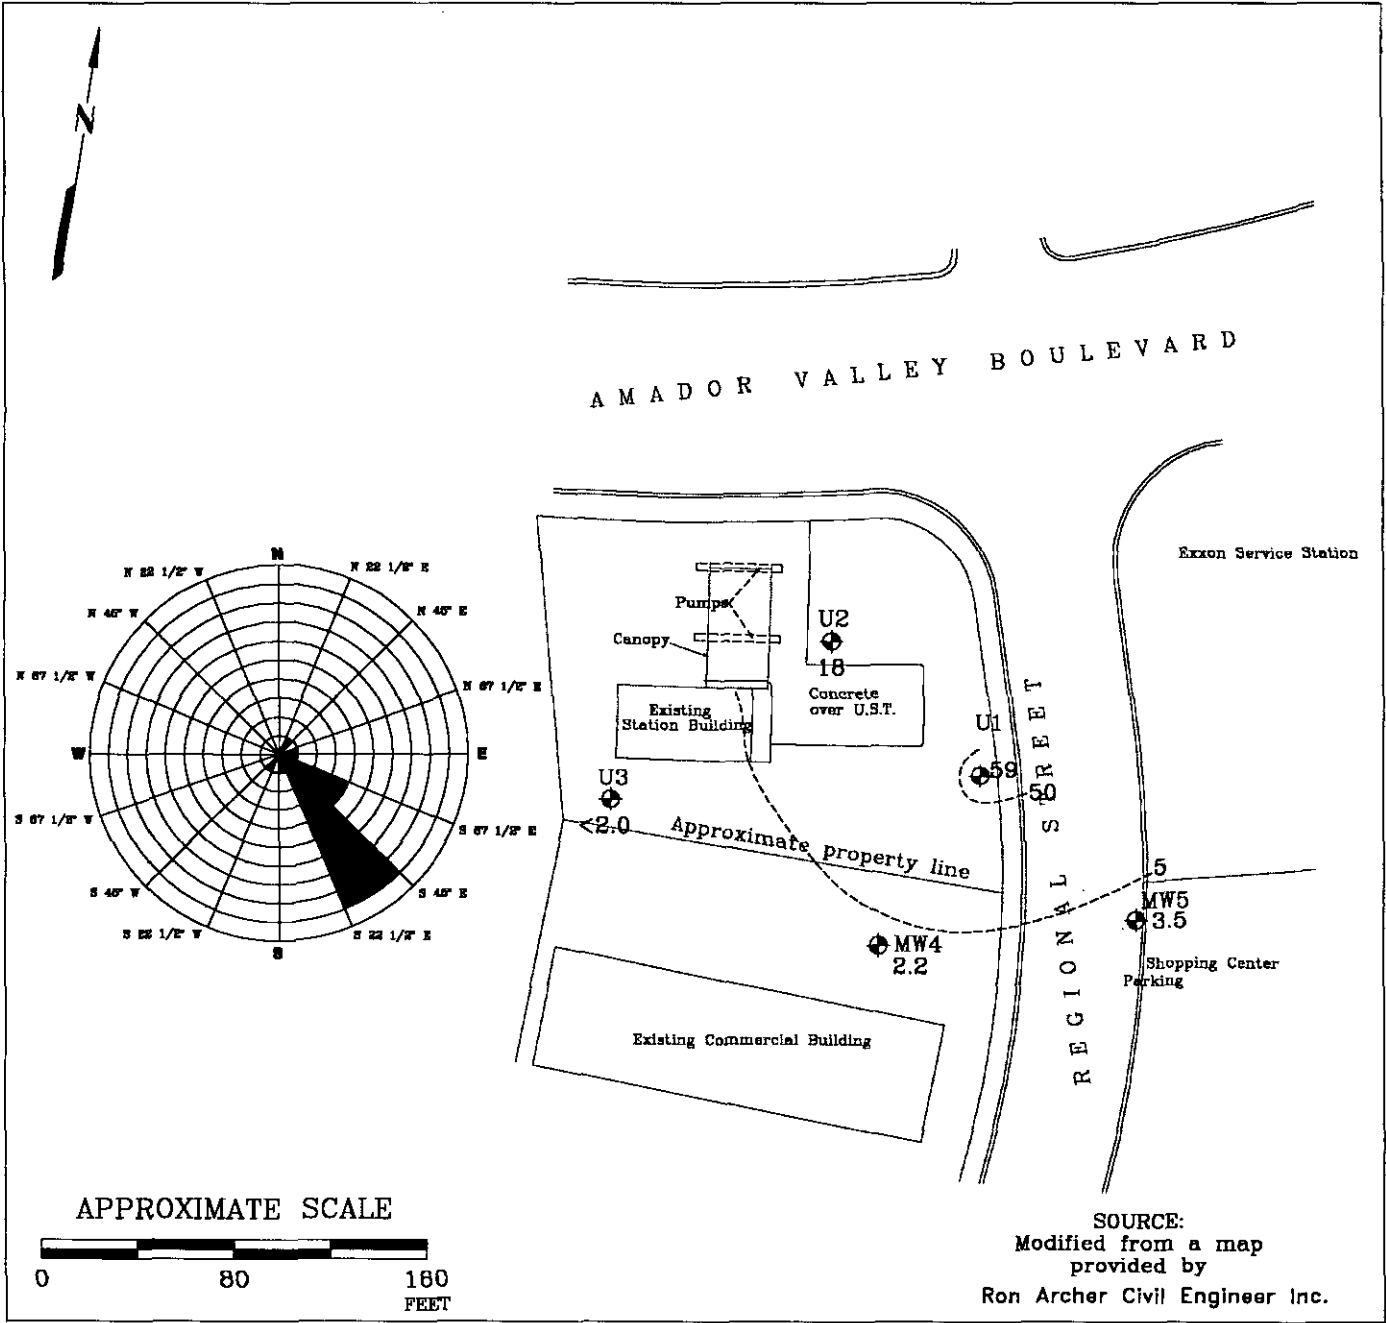 N
AMADOR VALLEY BOULEVARD
Exxon Service Station
N
N 22 1/2° W
N 22 1/2° E
N 45° W
N 45° E
N 67 1/2° W
N 67 1/2° E
W
E
S 67 1/2° W
S 67 1/2° E
S 45° W
S 45° E
S 22 1/2° W
S 22 1/2° E
S
Pumps
Canopy
U2
18
Concrete
over U.S.T.
Existing
Station Building
U1
59
50
REGIONAL STREET
U3
<2.0
Approximate property line
5
MW5
3.5
MW4
2.2
Shopping Center
Parking
Existing Commercial Building
APPROXIMATE SCALE
0 80 160
FEET
SOURCE:
Modified from a map
provided by
Ron Archer Civil Engineer Inc.